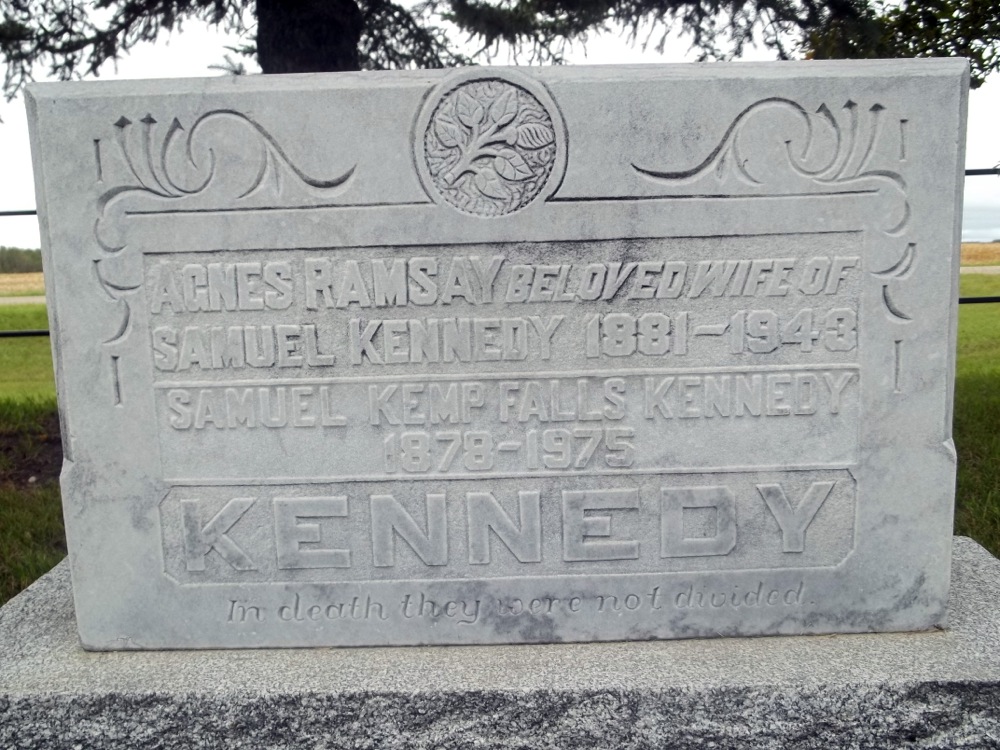 AGNES RAMSAY BELOVED WIFE OF
SAMUEL KENNEDY 1881-1943
SAMUEL KEMP FALLS KENNEDY
1878-1975
KENNEDY
In death they were not divided.